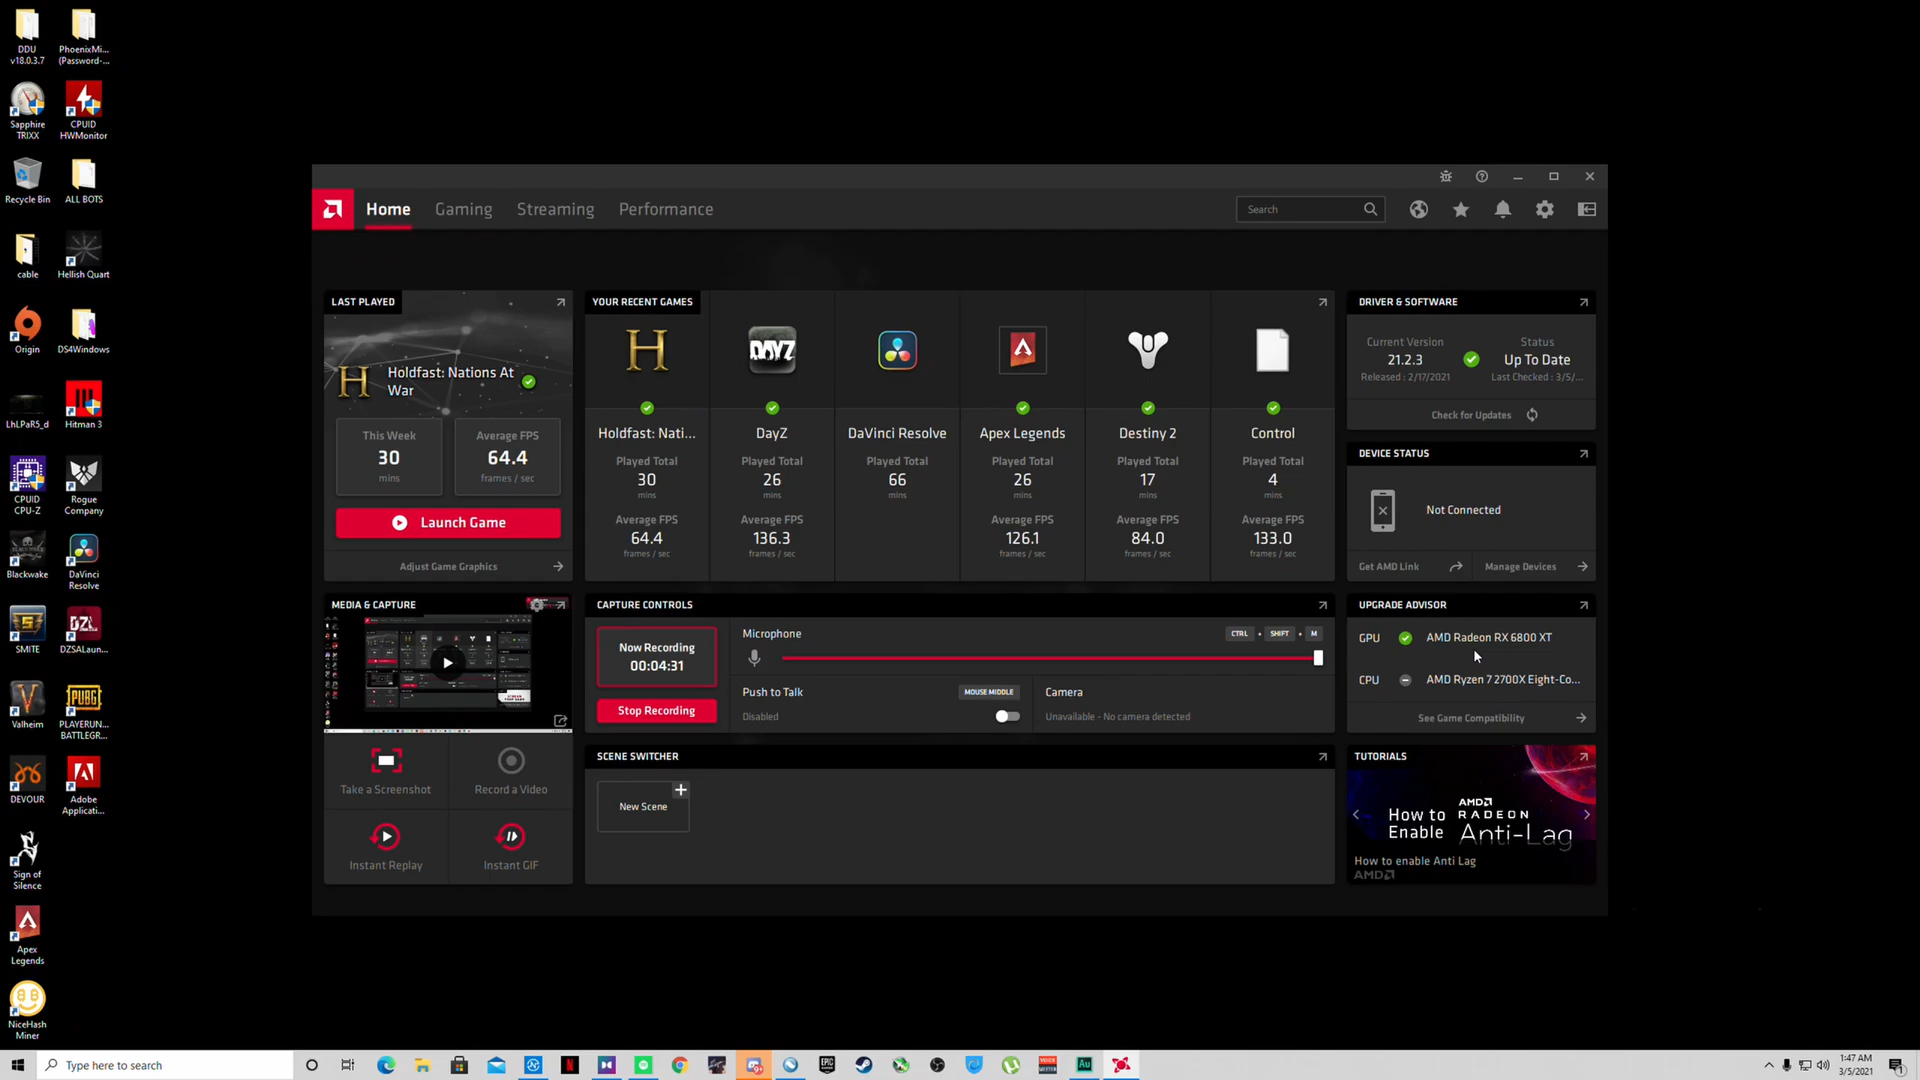 DDU
v18.0.3.7
PhoenixMi...
(Password-...
Sapphire
TRIXX
CPUID
HWMonitor
Recycle Bin
ALL BOTS
cable
Hellish Quart
Origin
DS4Windows
LhLPaR5_d
Hitman 3
CPUID
CPU-Z
Rogue
Company
Blackwake
DaVinci
Resolve
SMITE
DZSALaun...
Valheim
PLAYERUN...
BATTLEGR...
DEVOUR
Adobe
Applicati...
Sign of
Silence
Apex
Legends
NiceHash
Miner
Home
Gaming
Streaming
Performance
Search
LAST PLAYED
Holdfast: Nations At
War
This Week
30
mins
Average FPS
64.4
frames / sec
Launch Game
Adjust Game Graphics
YOUR RECENT GAMES
H
DAYZ
Holdfast: Nati...
DayZ
DaVinci Resolve
Apex Legends
Destiny 2
Control
Played Total
30
mins
Played Total
26
mins
Played Total
66
mins
Played Total
26
mins
Played Total
17
mins
Played Total
4
mins
Average FPS
64.4
frames / sec
Average FPS
136.3
frames / sec
Average FPS
126.1
frames / sec
Average FPS
84.0
frames / sec
Average FPS
133.0
frames / sec
DRIVER & SOFTWARE
Current Version
21.2.3
Released : 2/17/2021
Status
Up To Date
Last Checked : 3/5/...
Check for Updates
DEVICE STATUS
Not Connected
Get AMD Link
Manage Devices
MEDIA & CAPTURE
Take a Screenshot
Record a Video
Instant Replay
Instant GIF
CAPTURE CONTROLS
Now Recording
00:04:31
Stop Recording
Microphone
CTRL + SHIFT + M
Push to Talk
MOUSE MIDDLE
Disabled
Camera
Unavailable - No camera detected
SCENE SWITCHER
New Scene
UPGRADE ADVISOR
GPU AMD Radeon RX 6800 XT
CPU AMD Ryzen 7 2700X Eight-Co...
See Game Compatibility
TUTORIALS
How to
Enable
AMD
RADEON
Anti-Lag
How to enable Anti Lag
AMD
Type here to search
1:47 AM
3/5/2021